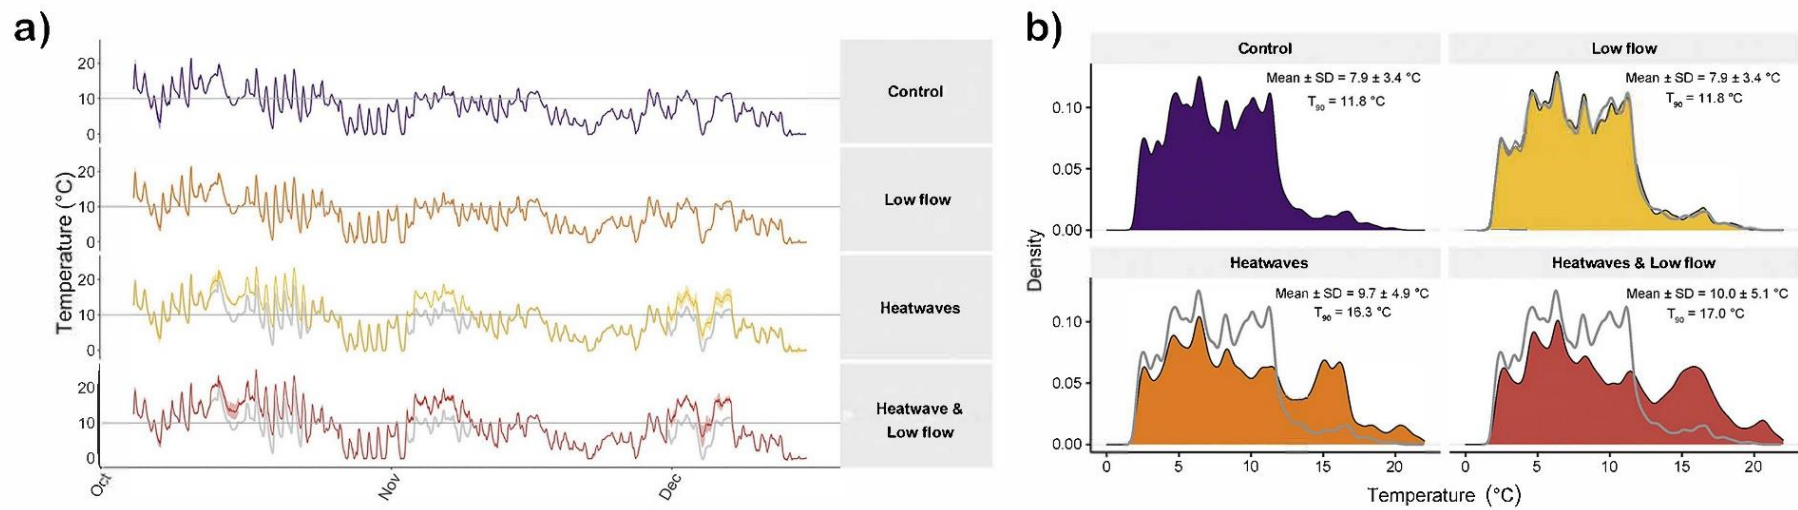 a)
Temperature (°C)
20
10
0
Control
20
10
0
Low flow
20
10
0
Heatwaves
20
10
0
Heatwave &
Low flow
Oct
Nov
Dec
b)
Density
Control
Mean ± SD = 7.9 ± 3.4 °C
T90 = 11.8 °C
0.10
0.05
0.00
Low flow
Mean ± SD = 7.9 ± 3.4 °C
T90 = 11.8 °C
Heatwaves
Mean ± SD = 9.7 ± 4.9 °C
T90 = 16.3 °C
0.10
0.05
0.00
0 5 10 15 20
Heatwaves & Low flow
Mean ± SD = 10.0 ± 5.1 °C
T90 = 17.0 °C
0 5 10 15 20
Temperature (°C)